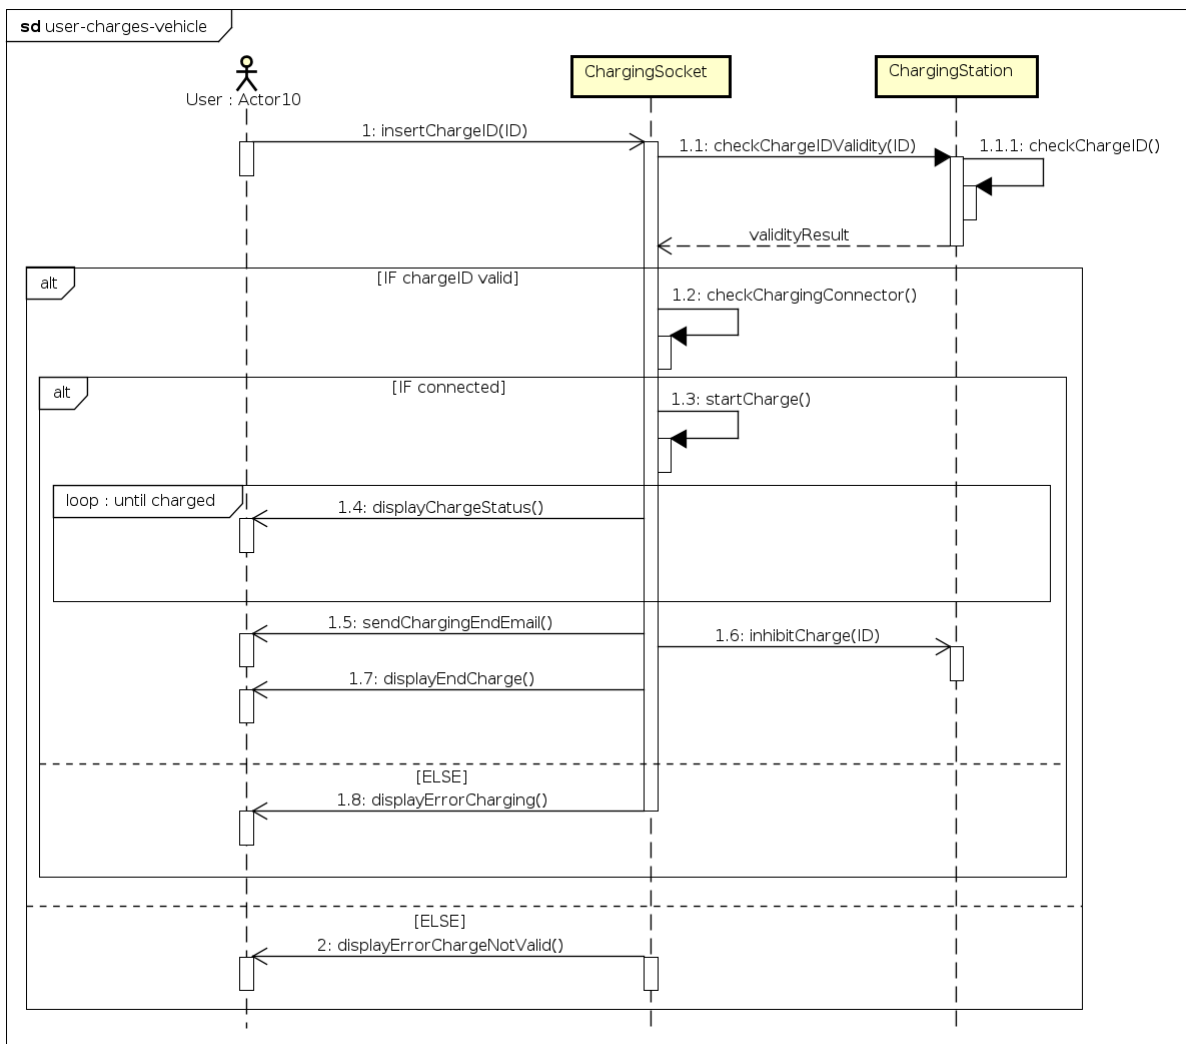 sd user-charges-vehicle
User : Actor10
ChargingSocket
ChargingStation
1: insertChargeID(ID)
1.1: checkChargeIDValidity(ID)
1.1.1: checkChargeID()
validityResult
alt
[IF chargeID valid]
1.2: checkChargingConnector()
alt
[IF connected]
1.3: startCharge()
loop : until charged
1.4: displayChargeStatus()
1.5: sendChargingEndEmail()
1.6: inhibitCharge(ID)
1.7: displayEndCharge()
[ELSE]
1.8: displayErrorCharging()
[ELSE]
2: displayErrorChargeNotValid()